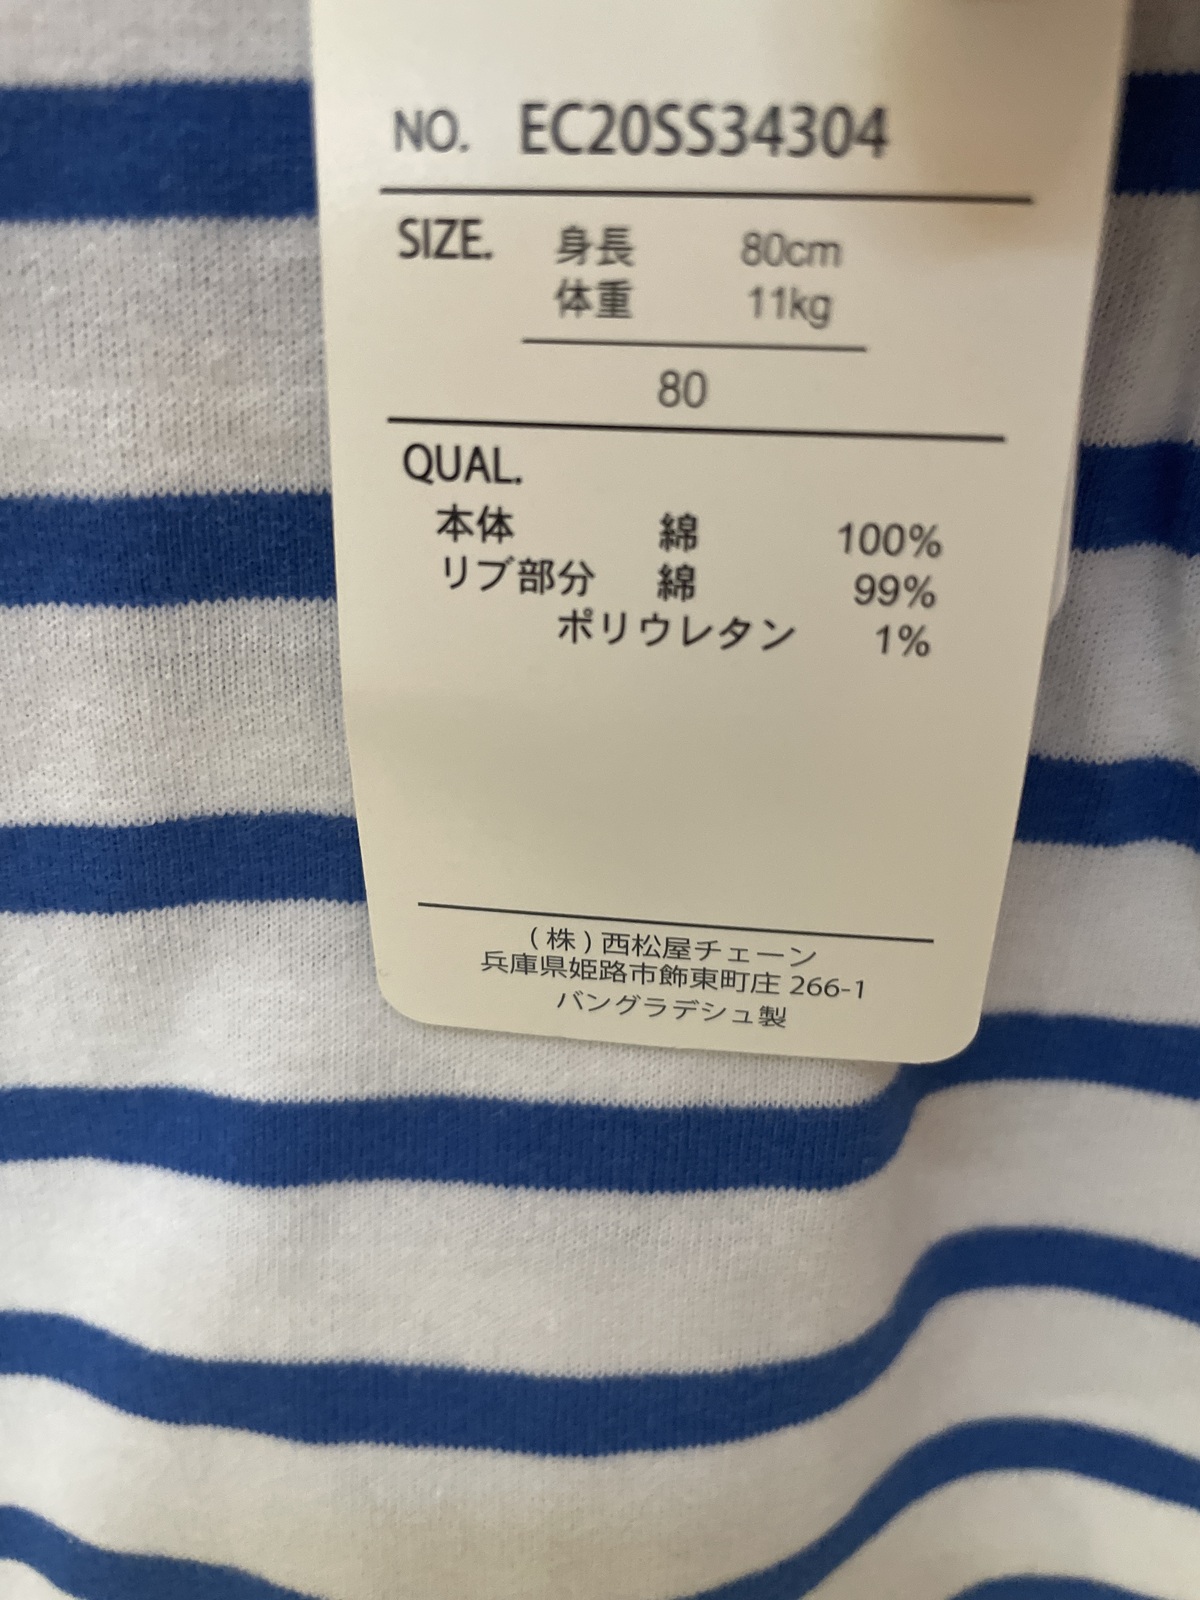 NO. EC20SS34304
SIZE. 身長 80cm
体重 11kg
80
QUAL.
本体 綿 100%
リブ部分 綿 99%
ポリウレタン 1%
(株)西松屋チェーン
兵庫県姫路市飾東町庄 266-1
バングラデシュ製